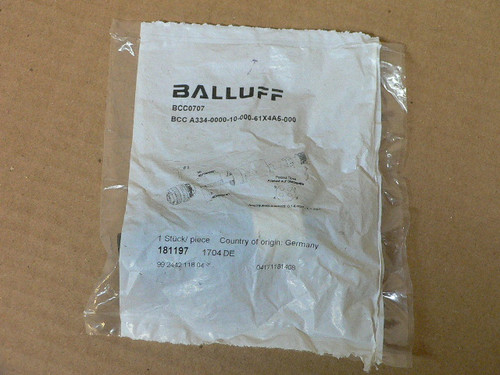 BALLUFF
BCC0707
BCC A334-0000-10-000-61X4A5-000
1 Stück/ piece Country of origin: Germany
181197 1704 DE